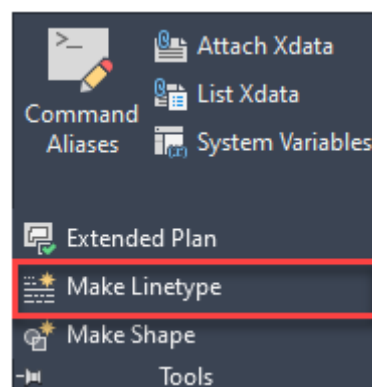 Command
Aliases
Attach Xdata
List Xdata
System Variables
Extended Plan
Make Linetype
Make Shape
Tools